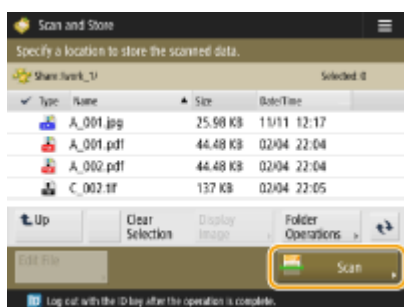 Scan and Store
Specify a location to store the scanned data.
Share:/work_1/ Selected: 0
Type Name Size Date/Time
A_001.jpg 25.98 KB 11/11 12:17
A_001.pdf 44.48 KB 02/04 22:04
A_002.pdf 44.48 KB 02/04 22:04
C_002.tif 137 KB 02/04 22:05
Up Clear Selection Display Image Folder Operations
Edit File Scan
ID Log out with the ID key after the operation is complete.